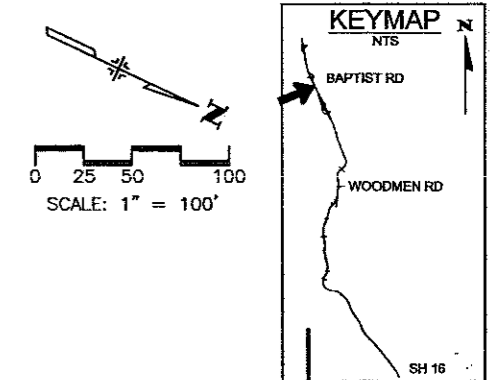 N
0 25 50 100
SCALE: 1" = 100'
KEYMAP
NTS
N
BAPTIST RD
WOODMEN RD
SH 16